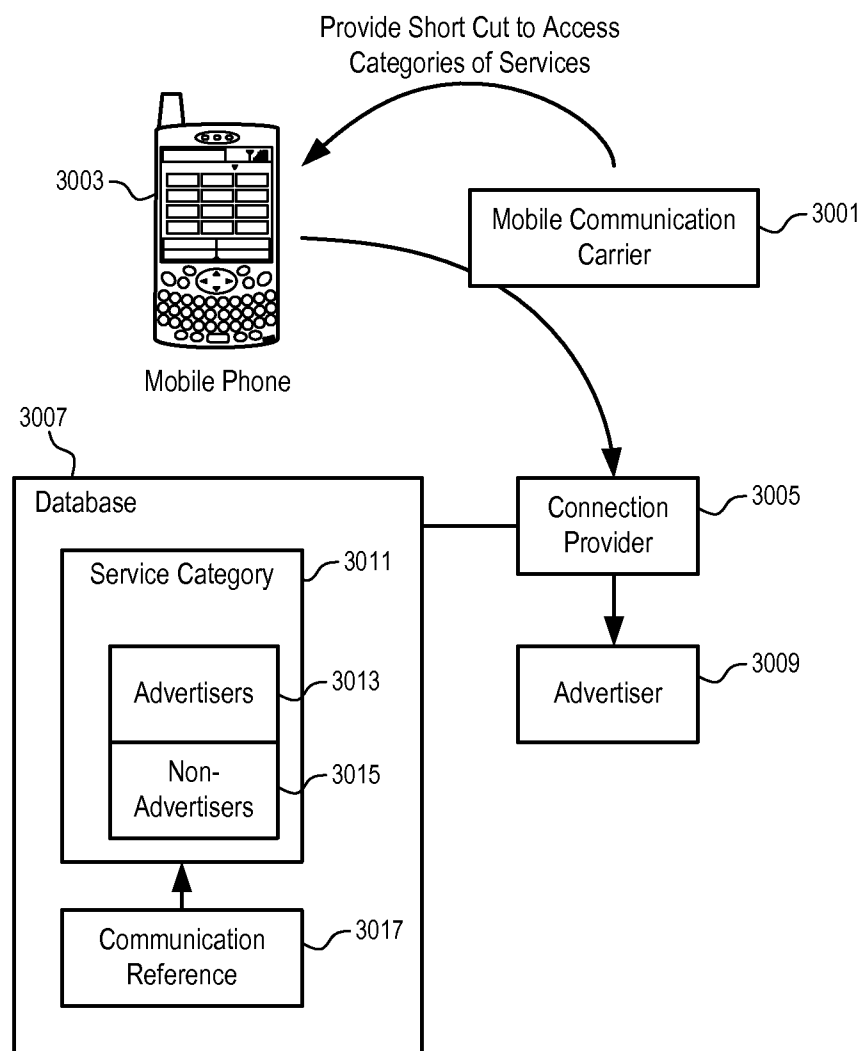 Provide Short Cut to Access
Categories of Services
3003
Mobile Communication
Carrier
3001
Mobile Phone
3007
Database
Connection
Provider
3005
Service Category
3011
Advertisers
3013
Advertiser
3009
Non-
Advertisers
3015
Communication
Reference
3017